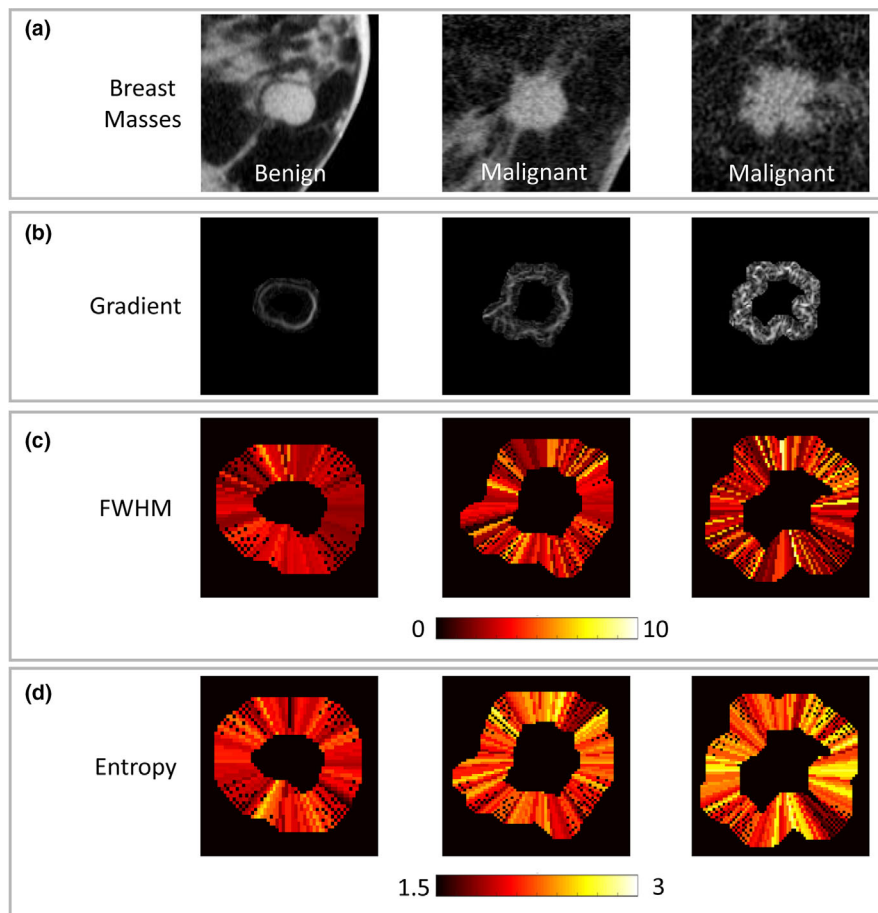 (a)
Breast
Masses
Benign
Malignant
Malignant
(b)
Gradient
(c)
FWHM
0
10
(d)
Entropy
1.5
3